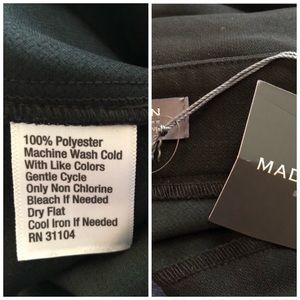 100% Polyester
Machine Wash Cold
With Like Colors
Gentle Cycle
Only Non Chlorine
Bleach If Needed
Dry Flat
Cool Iron If Needed
RN 31104
MAD